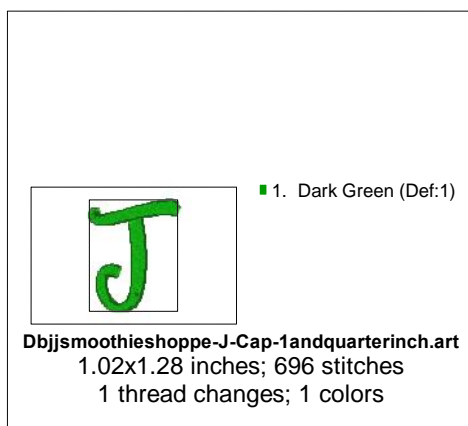 J
1. Dark Green (Def:1)
Dbjjsmoothieshoppe-J-Cap-1andquarterinch.art
1.02x1.28 inches; 696 stitches
1 thread changes; 1 colors